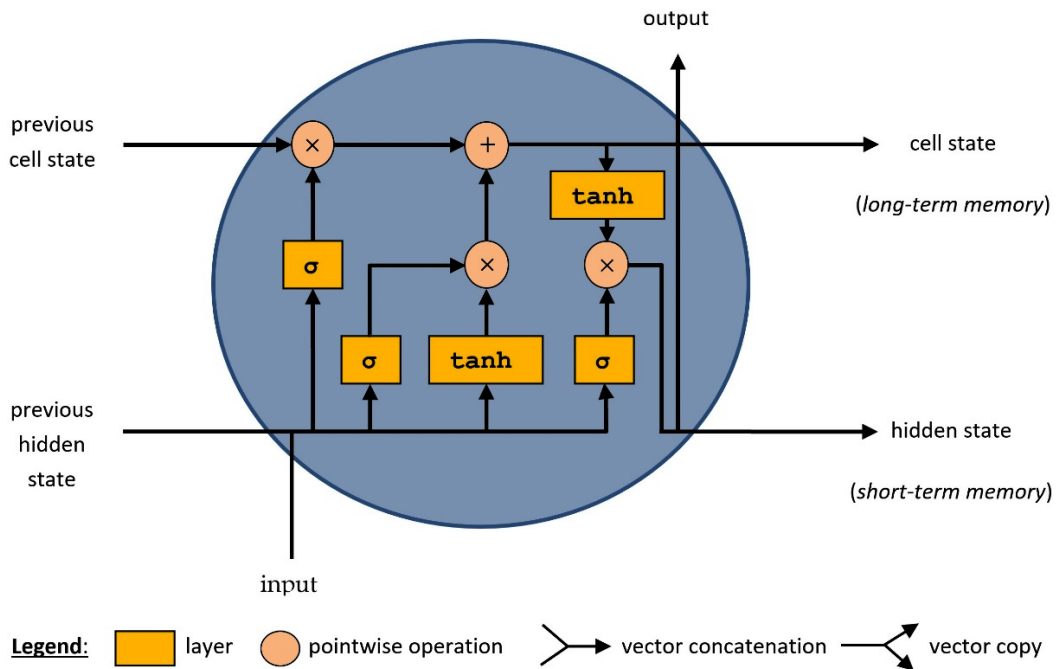 output
previous
cell state
×
+
cell state
tanh
(long-term memory)
σ
×
×
σ
tanh
σ
previous
hidden
state
hidden state
(short-term memory)
input
Legend: layer pointwise operation vector concatenation vector copy